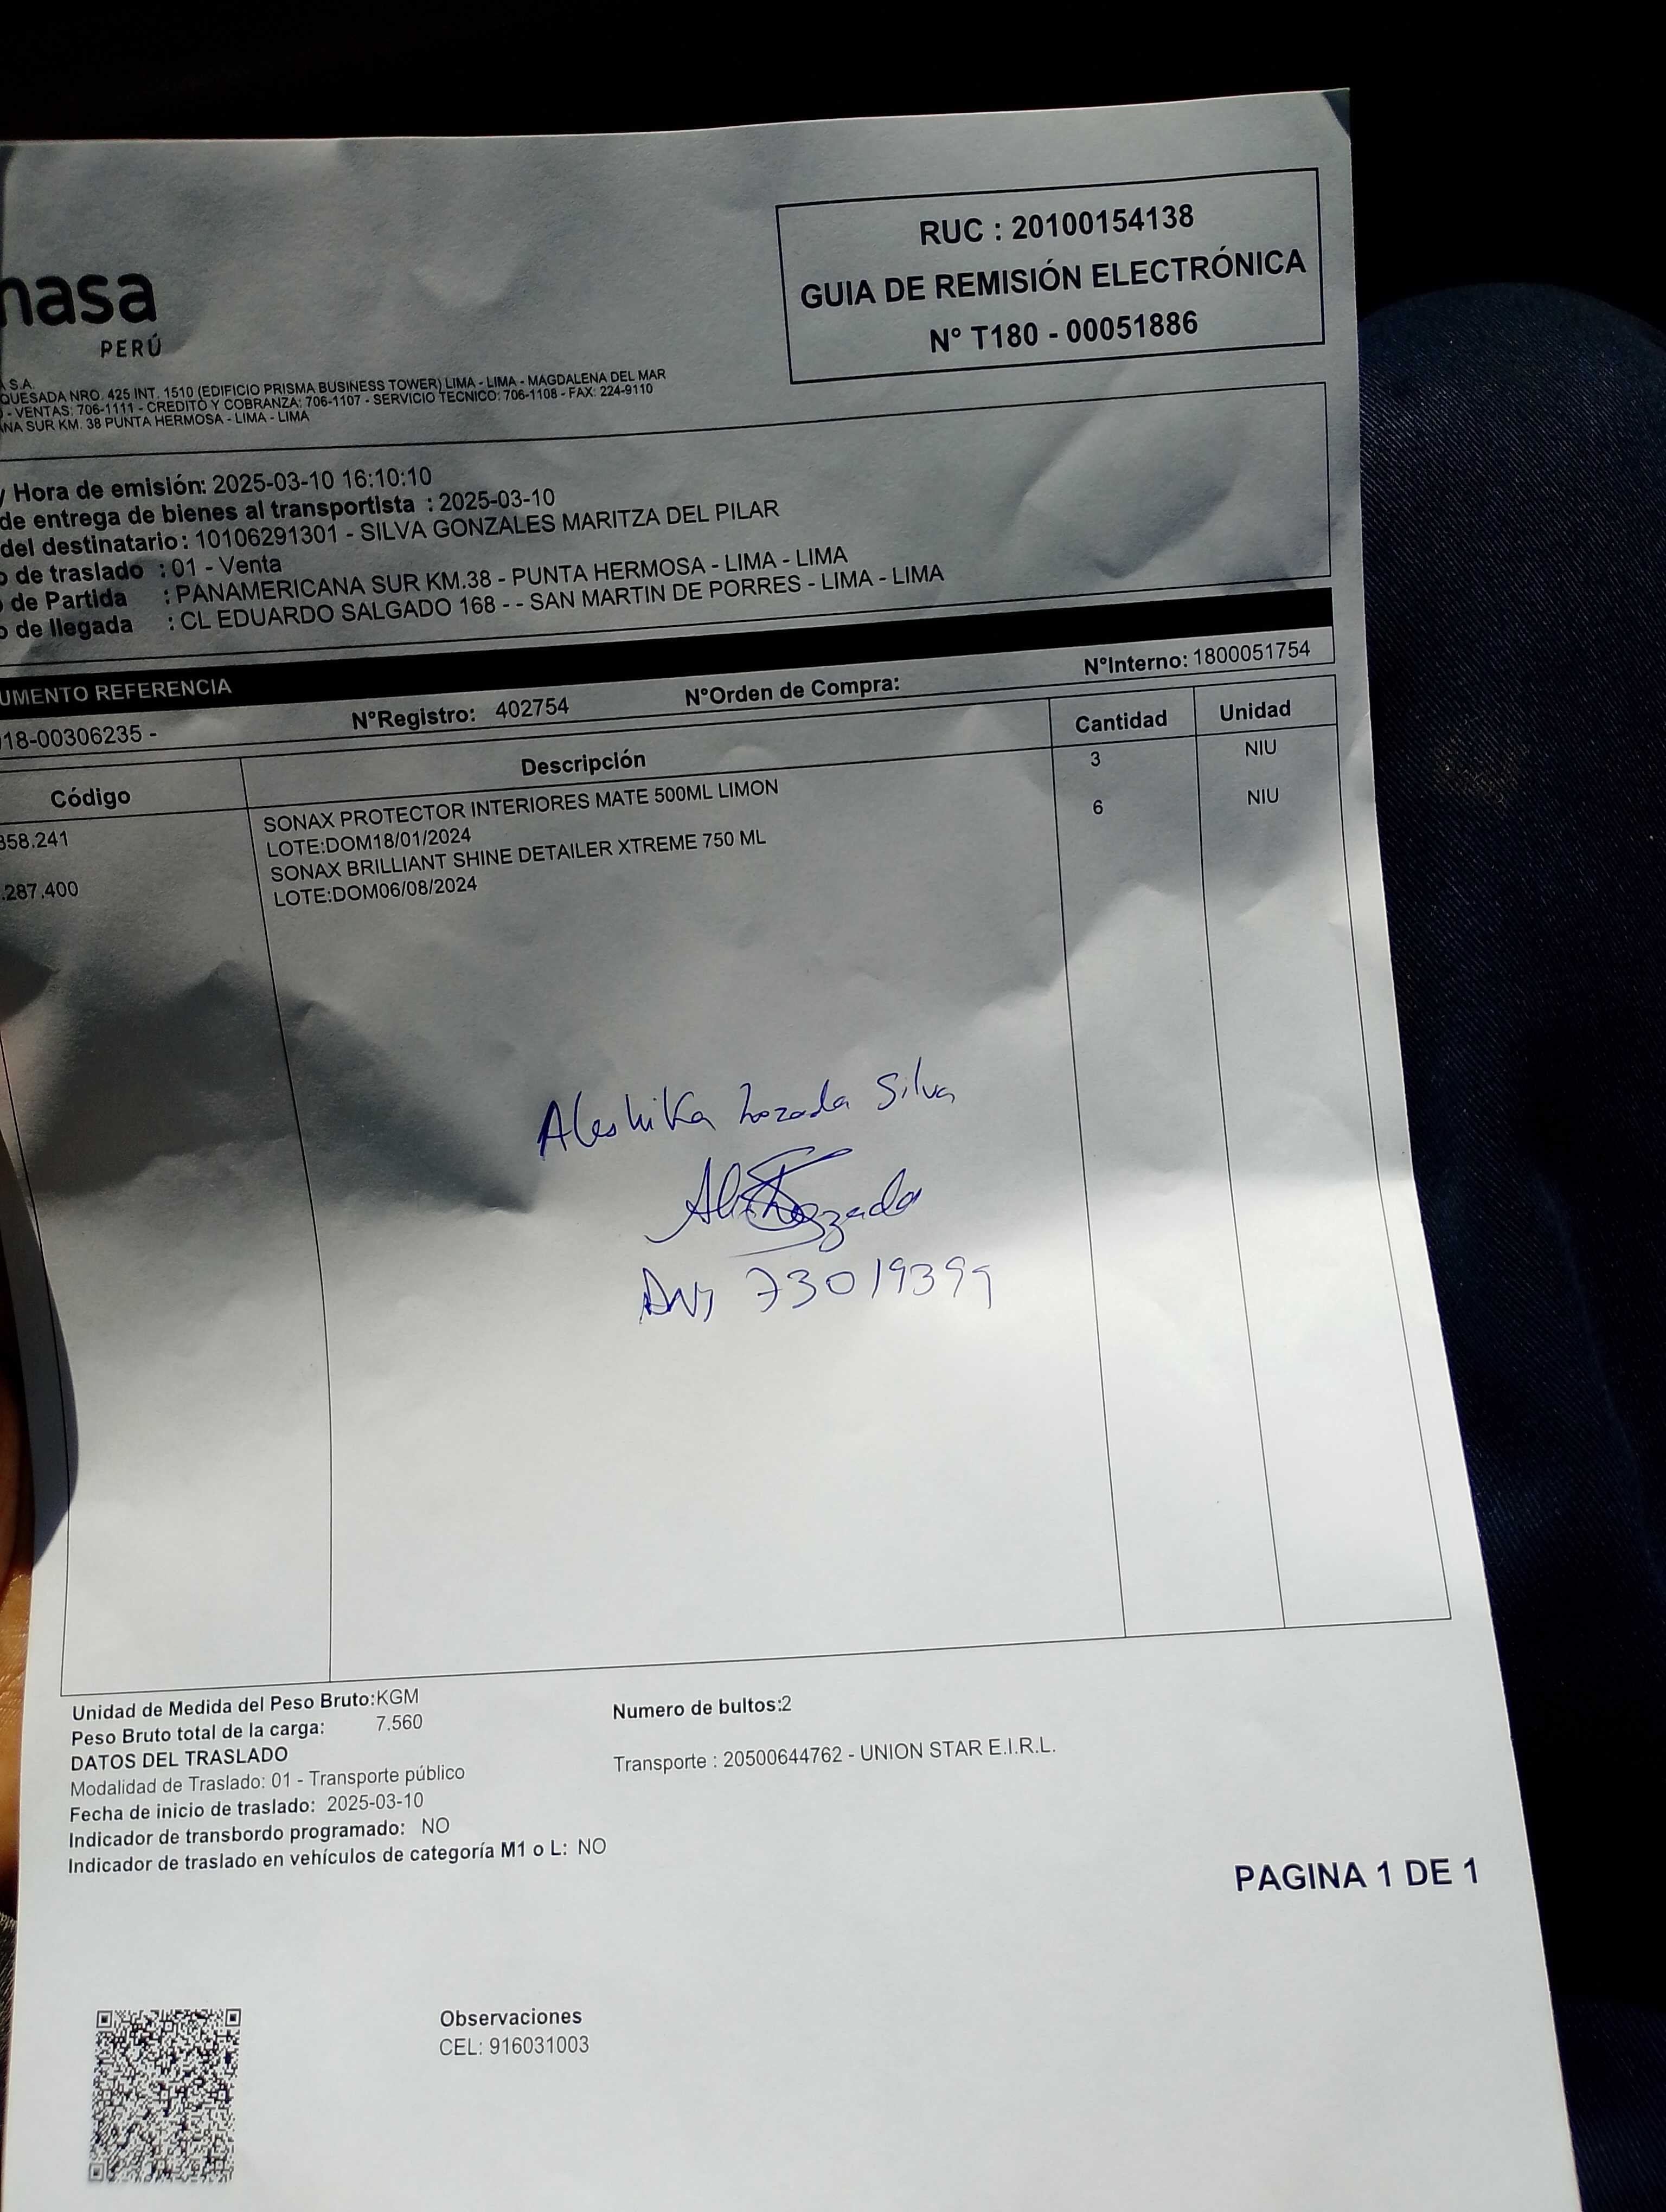 RUC : 20100154138
GUIA DE REMISIÓN ELECTRÓNICA
N° T180 - 00051886
nasa
PERÚ
S.A.
QUESADA NRO. 425 INT. 1510 (EDIFICIO PRISMA BUSINESS TOWER) LIMA - LIMA - MAGDALENA DEL MAR
- VENTAS: 706-1111 - CREDITO Y COBRANZA: 706-1107 - SERVICIO TECNICO: 706-1108 - FAX: 224-9110
ANA SUR KM. 38 PUNTA HERMOSA - LIMA - LIMA
y Hora de emisión: 2025-03-10 16:10:10
de entrega de bienes al transportista : 2025-03-10
del destinatario: 10106291301 - SILVA GONZALES MARITZA DEL PILAR
o de traslado : 01 - Venta
o de Partida : PANAMERICANA SUR KM.38 - PUNTA HERMOSA - LIMA - LIMA
o de llegada : CL EDUARDO SALGADO 168 - - SAN MARTIN DE PORRES - LIMA - LIMA
UMENTO REFERENCIA
18-00306235 - N°Registro: 402754 N°Orden de Compra: N°Interno: 1800051754
Código Descripción Cantidad Unidad
358.241 SONAX PROTECTOR INTERIORES MATE 500ML LIMON 3 NIU
LOTE:DOM18/01/2024
.287,400 SONAX BRILLIANT SHINE DETAILER XTREME 750 ML 6 NIU
LOTE:DOM06/08/2024
Aleshika Lozada Silva
DNI 73019399
Unidad de Medida del Peso Bruto:KGM
Peso Bruto total de la carga: 7.560 Numero de bultos:2
DATOS DEL TRASLADO
Modalidad de Traslado: 01 - Transporte público Transporte : 20500644762 - UNION STAR E.I.R.L.
Fecha de inicio de traslado: 2025-03-10
Indicador de transbordo programado: NO
Indicador de traslado en vehículos de categoría M1 o L: NO
PAGINA 1 DE 1
Observaciones
CEL: 916031003